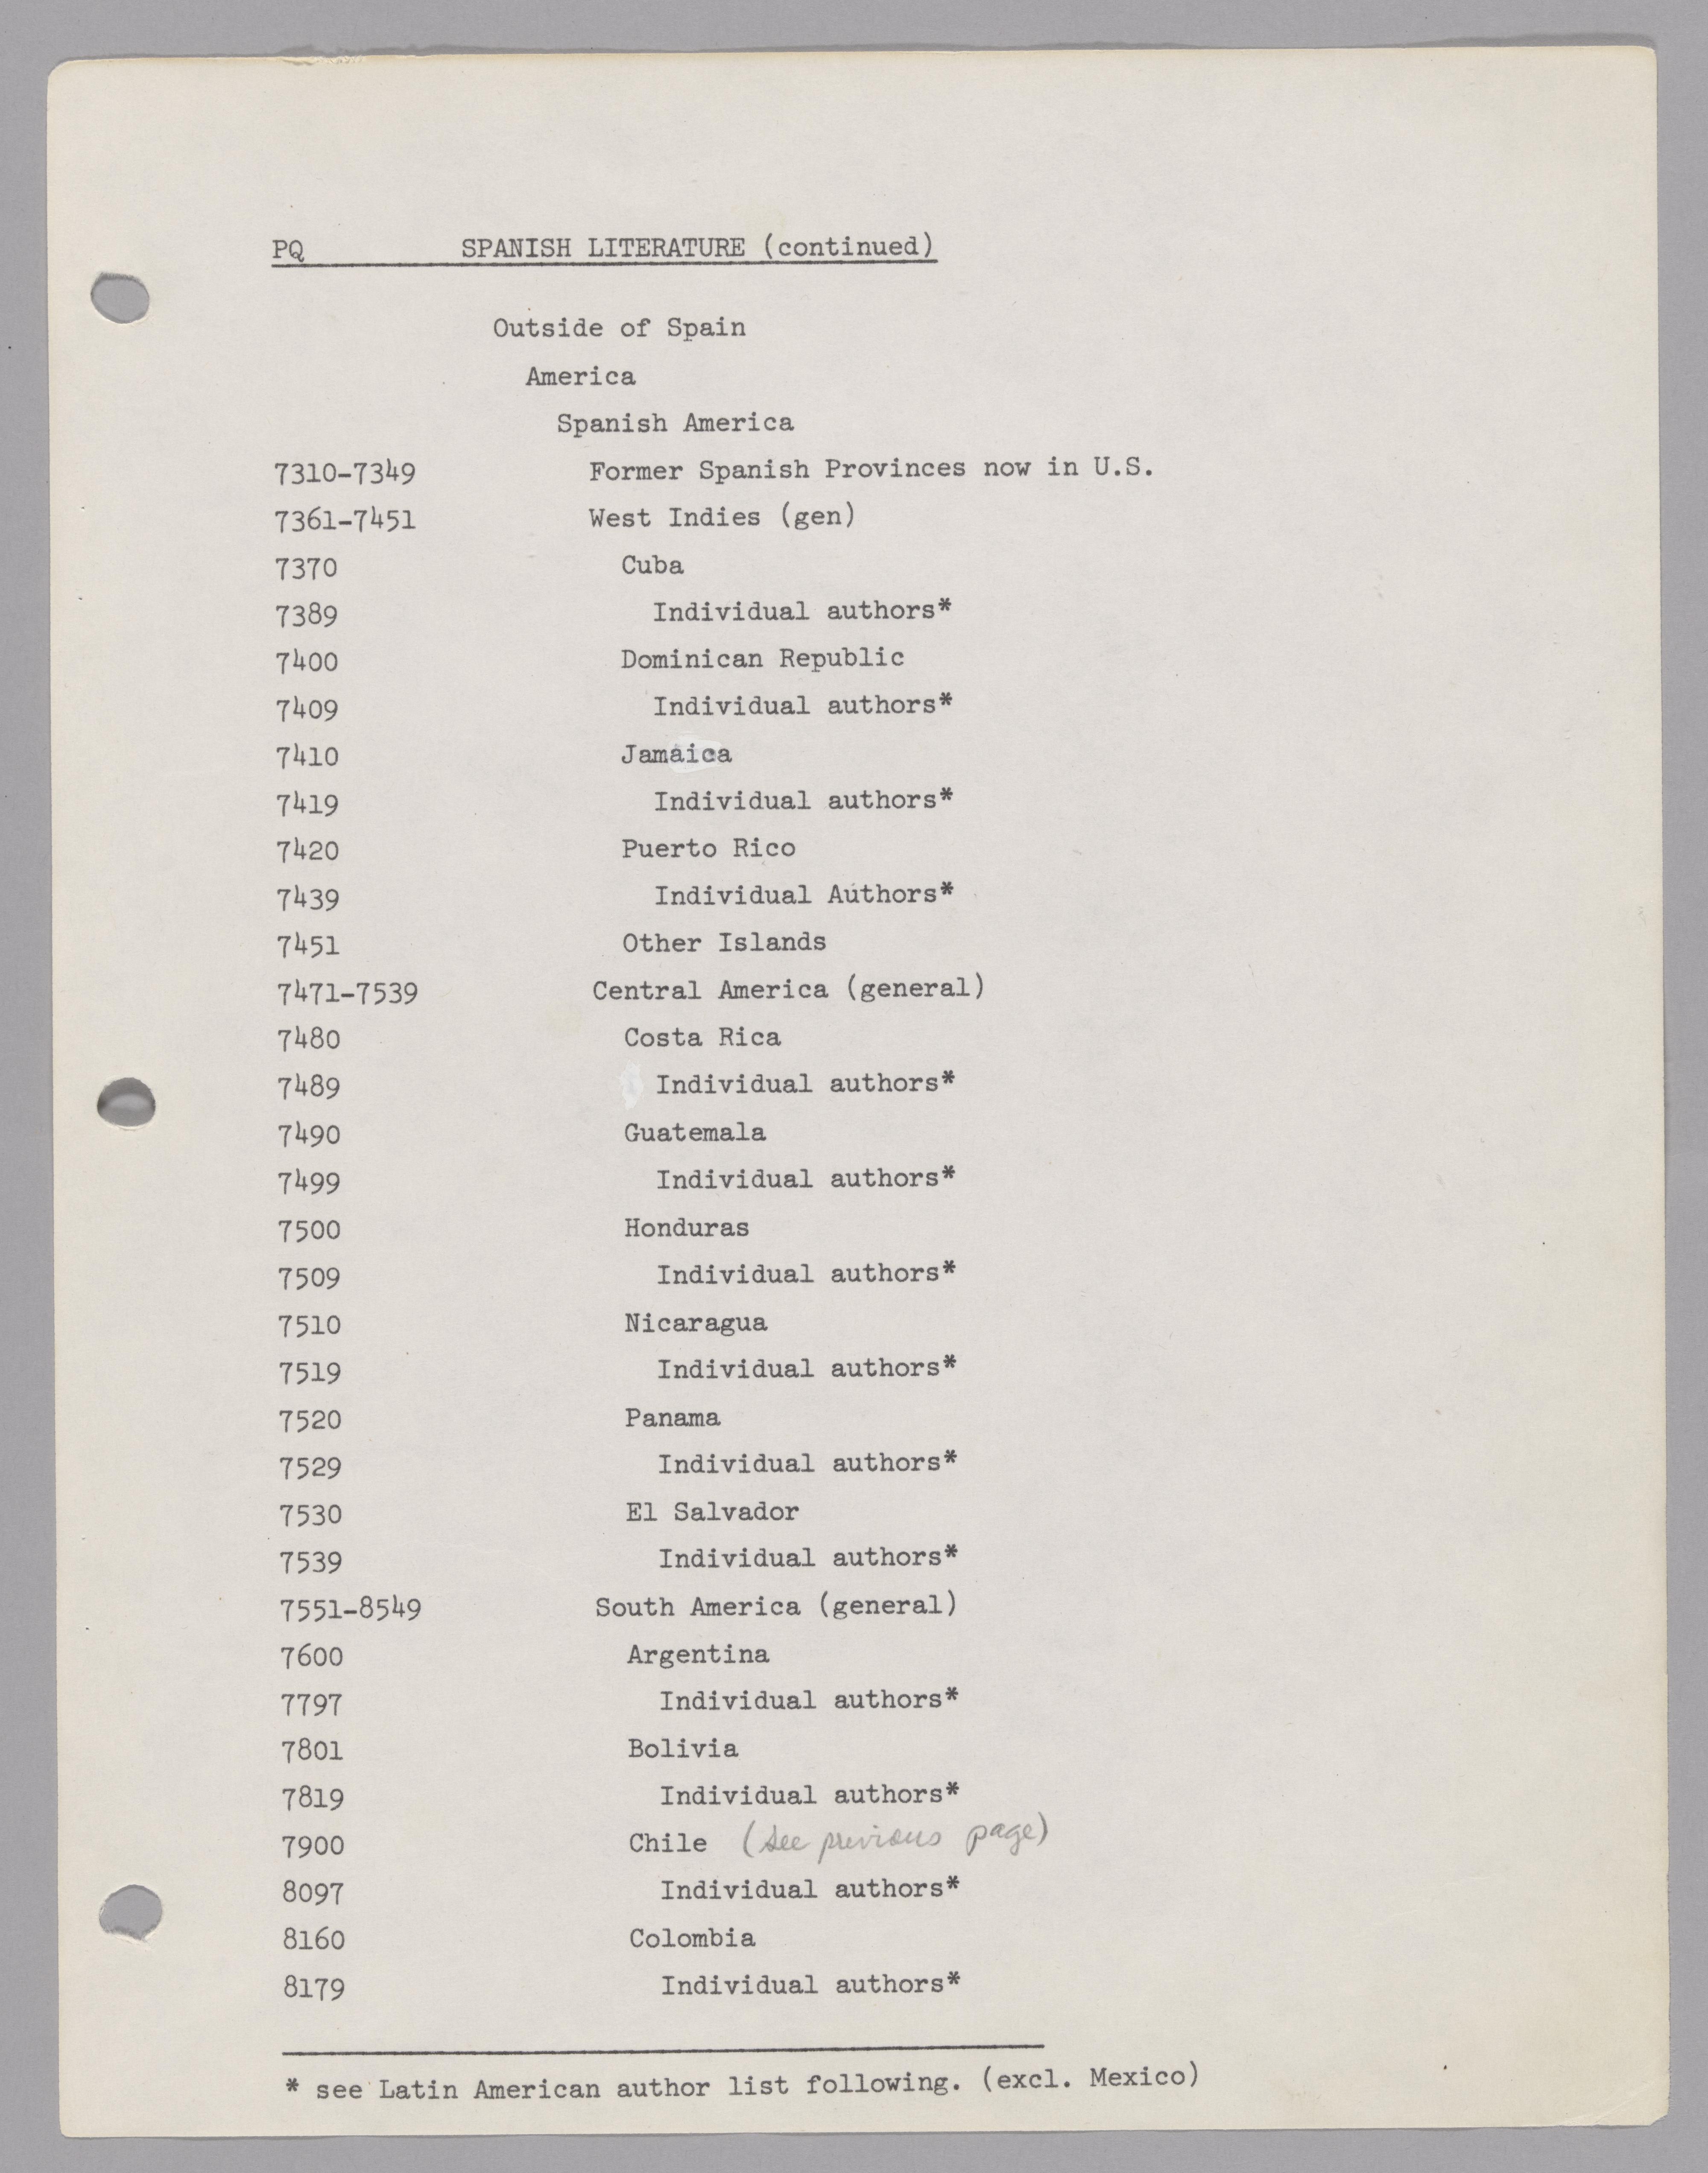 PQ SPANISH LITERATURE (continued)
Outside of Spain
America
Spanish America
7310-7349 Former Spanish Provinces now in U.S.
7361-7451 West Indies (gen)
7370 Cuba
7389 Individual authors*
7400 Dominican Republic
7409 Individual authors*
7410 Jamaica
7419 Individual authors*
7420 Puerto Rico
7439 Individual Authors*
7451 Other Islands
7471-7539 Central America (general)
7480 Costa Rica
7489 Individual authors*
7490 Guatemala
7499 Individual authors*
7500 Honduras
7509 Individual authors*
7510 Nicaragua
7519 Individual authors*
7520 Panama
7529 Individual authors*
7530 El Salvador
7539 Individual authors*
7551-8549 South America (general)
7600 Argentina
7797 Individual authors*
7801 Bolivia
7819 Individual authors*
7900 Chile (see previous page)
8097 Individual authors*
8160 Colombia
8179 Individual authors*
* see Latin American author list following. (excl. Mexico)